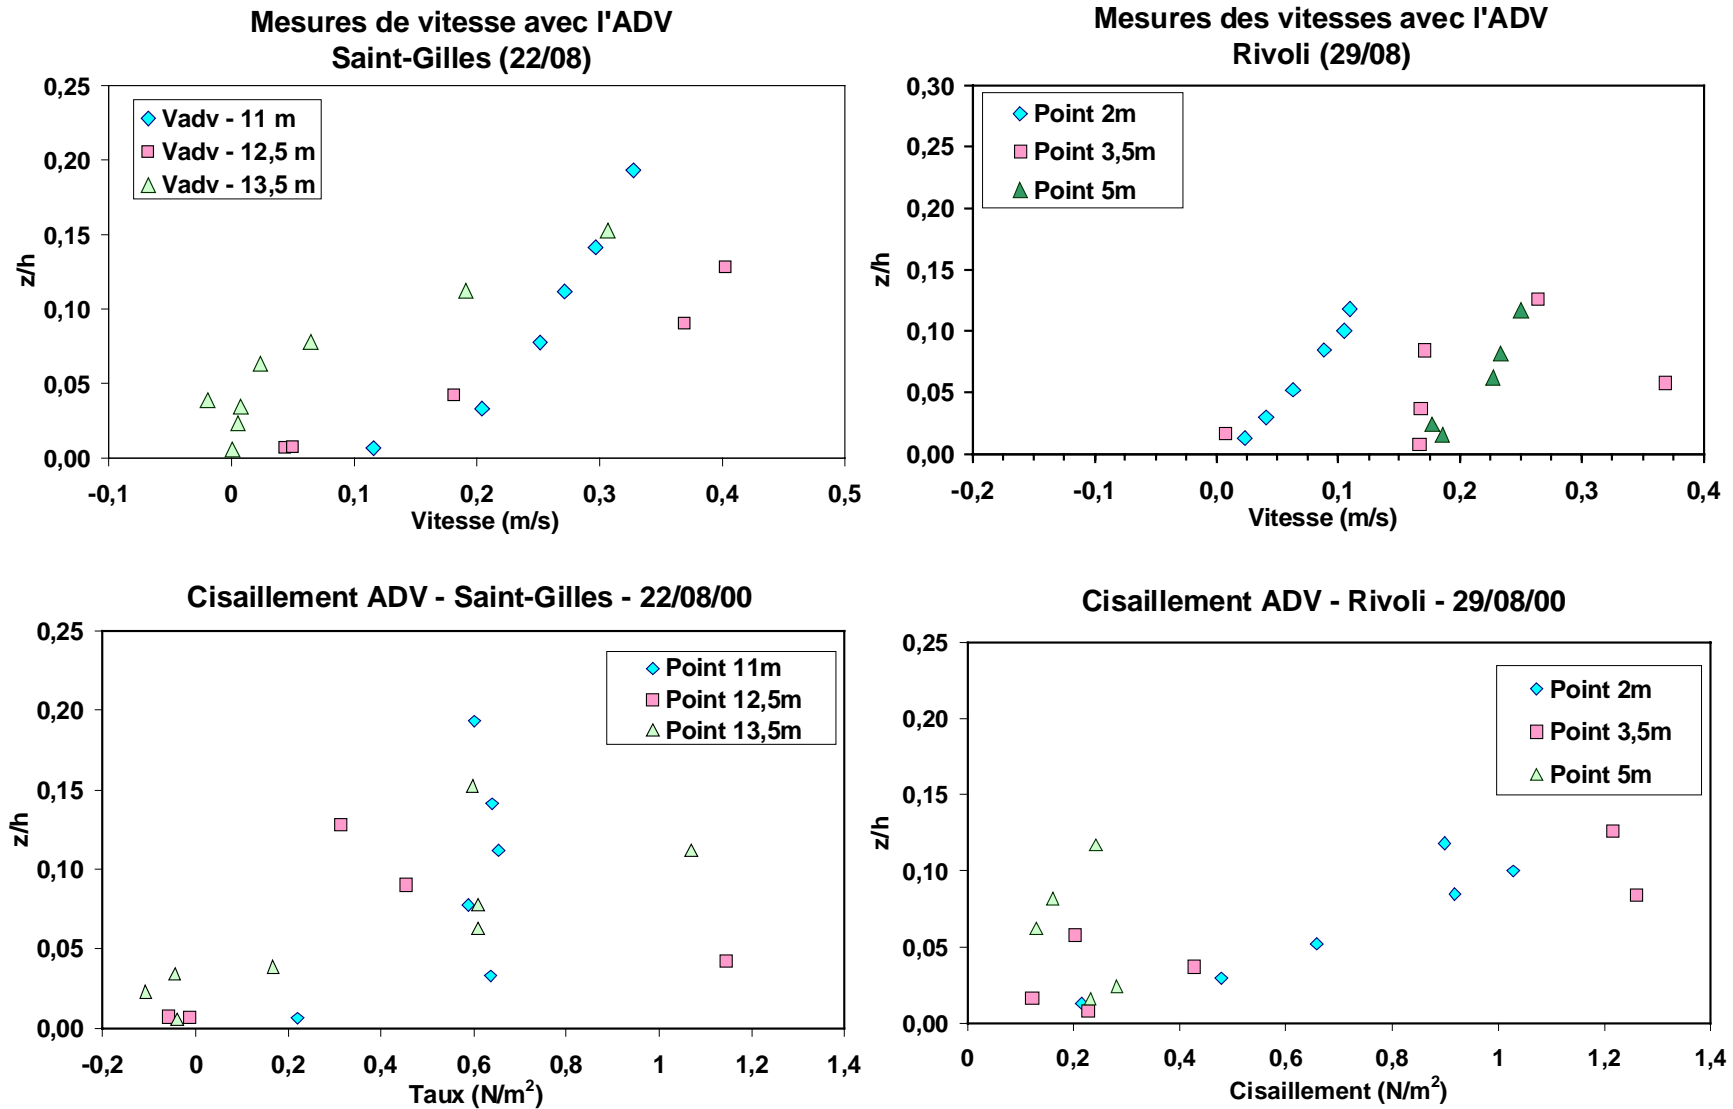 Mesures de vitesse avec l'ADV
Saint-Gilles (22/08)
0,25
0,20
0,15
0,10
0,05
0,00
z/h
Vadv - 11 m
Vadv - 12,5 m
Vadv - 13,5 m
-0,1 0 0,1 0,2 0,3 0,4 0,5
Vitesse (m/s)
Mesures des vitesses avec l'ADV
Rivoli (29/08)
0,30
0,25
0,20
0,15
0,10
0,05
0,00
z/h
Point 2m
Point 3,5m
Point 5m
-0,2 -0,1 0,0 0,1 0,2 0,3 0,4
Vitesse (m/s)
Cisaillement ADV - Saint-Gilles - 22/08/00
0,25
0,20
0,15
0,10
0,05
0,00
z/h
Point 11m
Point 12,5m
Point 13,5m
-0,2 0 0,2 0,4 0,6 0,8 1 1,2 1,4
Taux (N/m²)
Cisaillement ADV - Rivoli - 29/08/00
0,25
0,20
0,15
0,10
0,05
0,00
z/h
Point 2m
Point 3,5m
Point 5m
0 0,2 0,4 0,6 0,8 1 1,2 1,4
Cisaillement (N/m²)